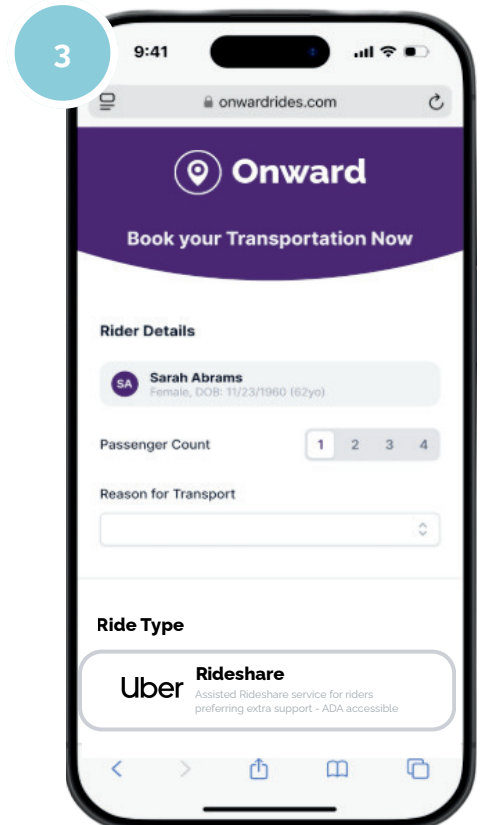 3
9:41
onwardrides.com
Onward
Book your Transportation Now
Rider Details
SA
Sarah Abrams
Female, DOB: 11/23/1960 (62yo)
Passenger Count
1 2 3 4
Reason for Transport
Ride Type
Uber
Rideshare
Assisted Rideshare service for riders
preferring extra support - ADA accessible